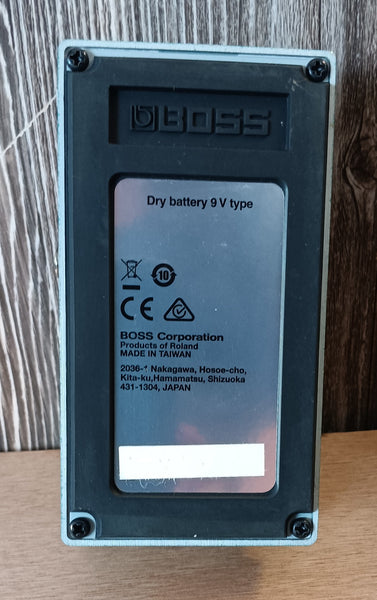 BOSS
Dry battery 9 V type
10
CE
BOSS Corporation
Products of Roland
MADE IN TAIWAN
2036-* Nakagawa, Hosoe-cho,
Kita-ku,Hamamatsu, Shizuoka
431-1304, JAPAN